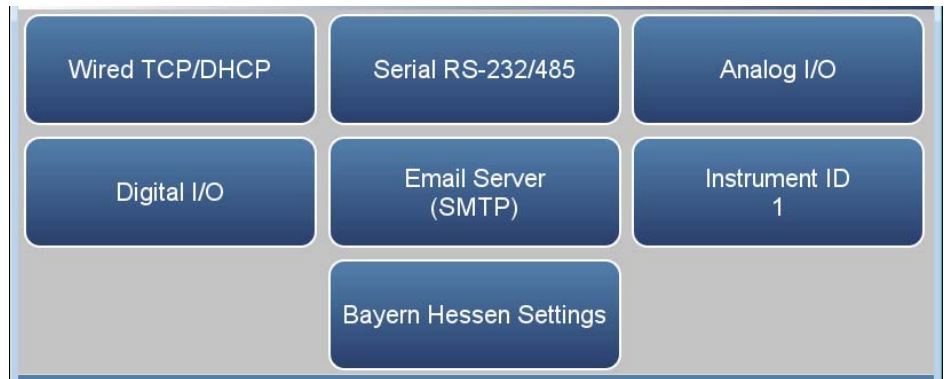 Wired TCP/DHCP
Serial RS-232/485
Analog I/O
Digital I/O
Email Server
(SMTP)
Instrument ID
1
Bayern Hessen Settings